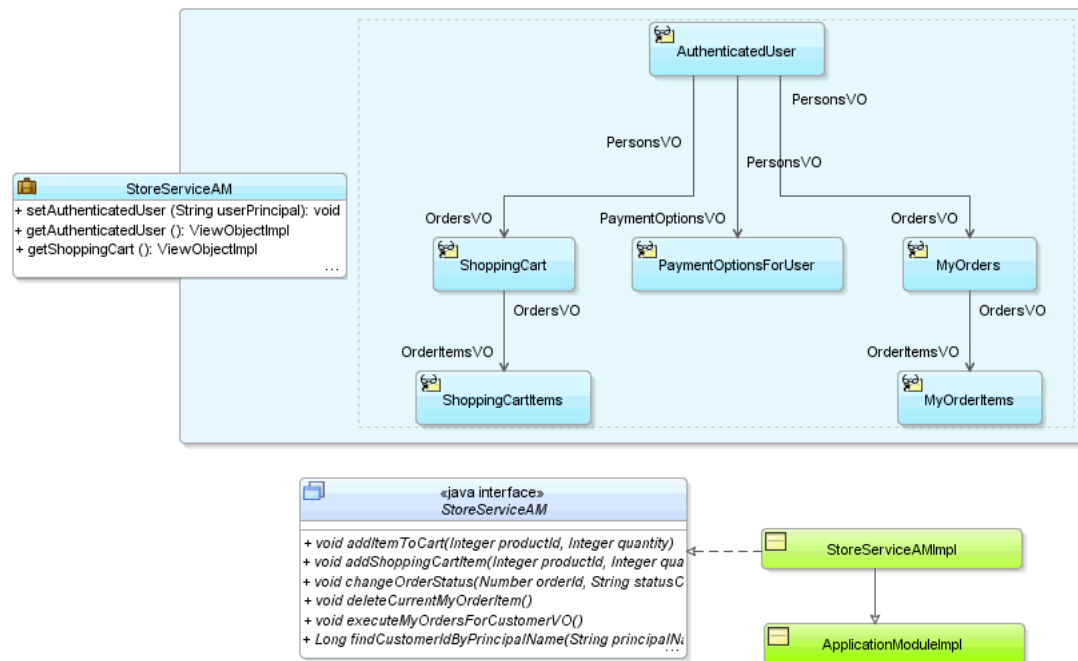 AuthenticatedUser
PersonsVO
PersonsVO
PersonsVO
StoreServiceAM
+ setAuthenticatedUser (String userPrincipal): void
+ getAuthenticatedUser (): ViewObjectImpl
+ getShoppingCart (): ViewObjectImpl
...
OrdersVO
PaymentOptionsVO
OrdersVO
ShoppingCart
PaymentOptionsForUser
MyOrders
OrdersVO
OrdersVO
OrderItemsVO
OrderItemsVO
ShoppingCartItems
MyOrderItems
«java interface»
StoreServiceAM
+ void addItemToCart(Integer productId, Integer quantity)
+ void addShoppingCartItem(Integer productId, Integer qua
+ void changeOrderStatus(Number orderId, String statusC
+ void deleteCurrentMyOrderItem()
+ void executeMyOrdersForCustomerVO()
+ Long findCustomerIdByPrincipalName(String principalNa
...
StoreServiceAMImpl
ApplicationModuleImpl